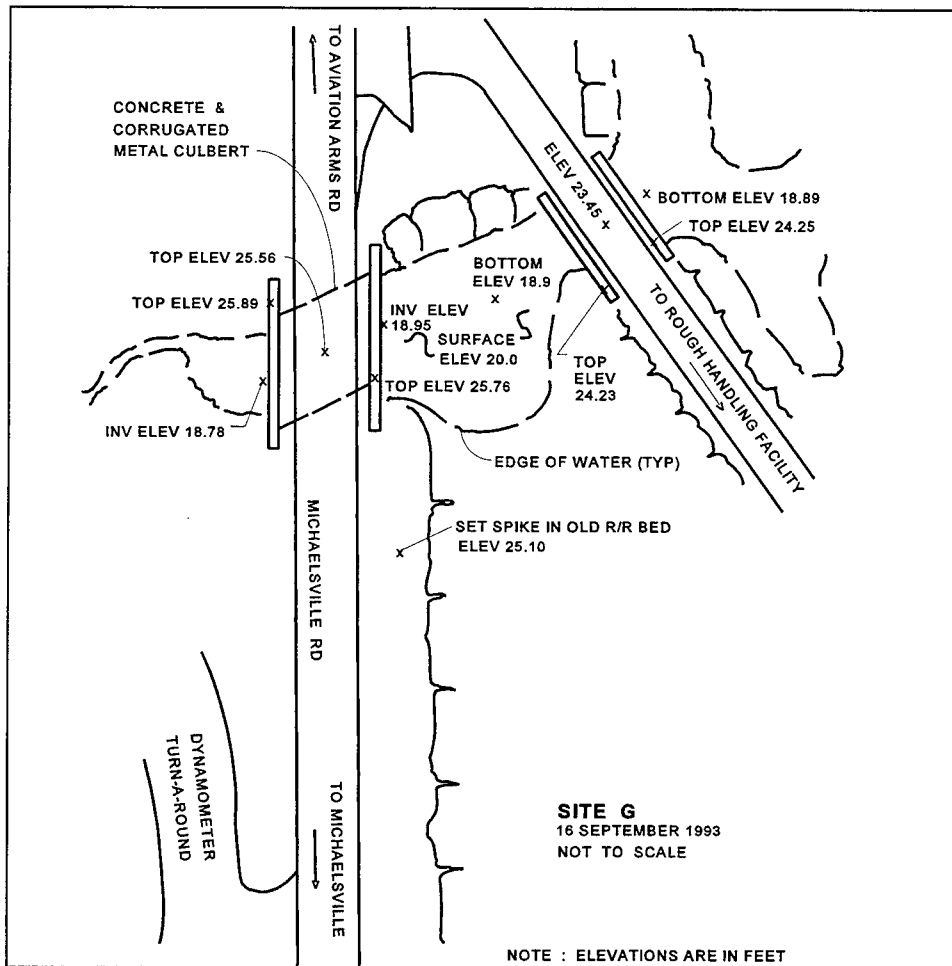 TO AVIATION ARMS RD
CONCRETE &
CORRUGATED
METAL CULBERT
ELEV 23.45
BOTTOM ELEV 18.89
TOP ELEV 24.25
TOP ELEV 25.56
TOP ELEV 25.89
BOTTOM
ELEV 18.9
INV ELEV
18.95
SURFACE
ELEV 20.0
TO ROUGH HANDLING FACILITY
TOP
ELEV
24.23
TOP ELEV 25.76
INV ELEV 18.78
EDGE OF WATER (TYP)
MICHAELSVILLE RD
SET SPIKE IN OLD R/R BED
ELEV 25.10
DYNAMOMETER
TURN-A-ROUND
TO MICHAELSVILLE
SITE G
16 SEPTEMBER 1993
NOT TO SCALE
NOTE : ELEVATIONS ARE IN FEET